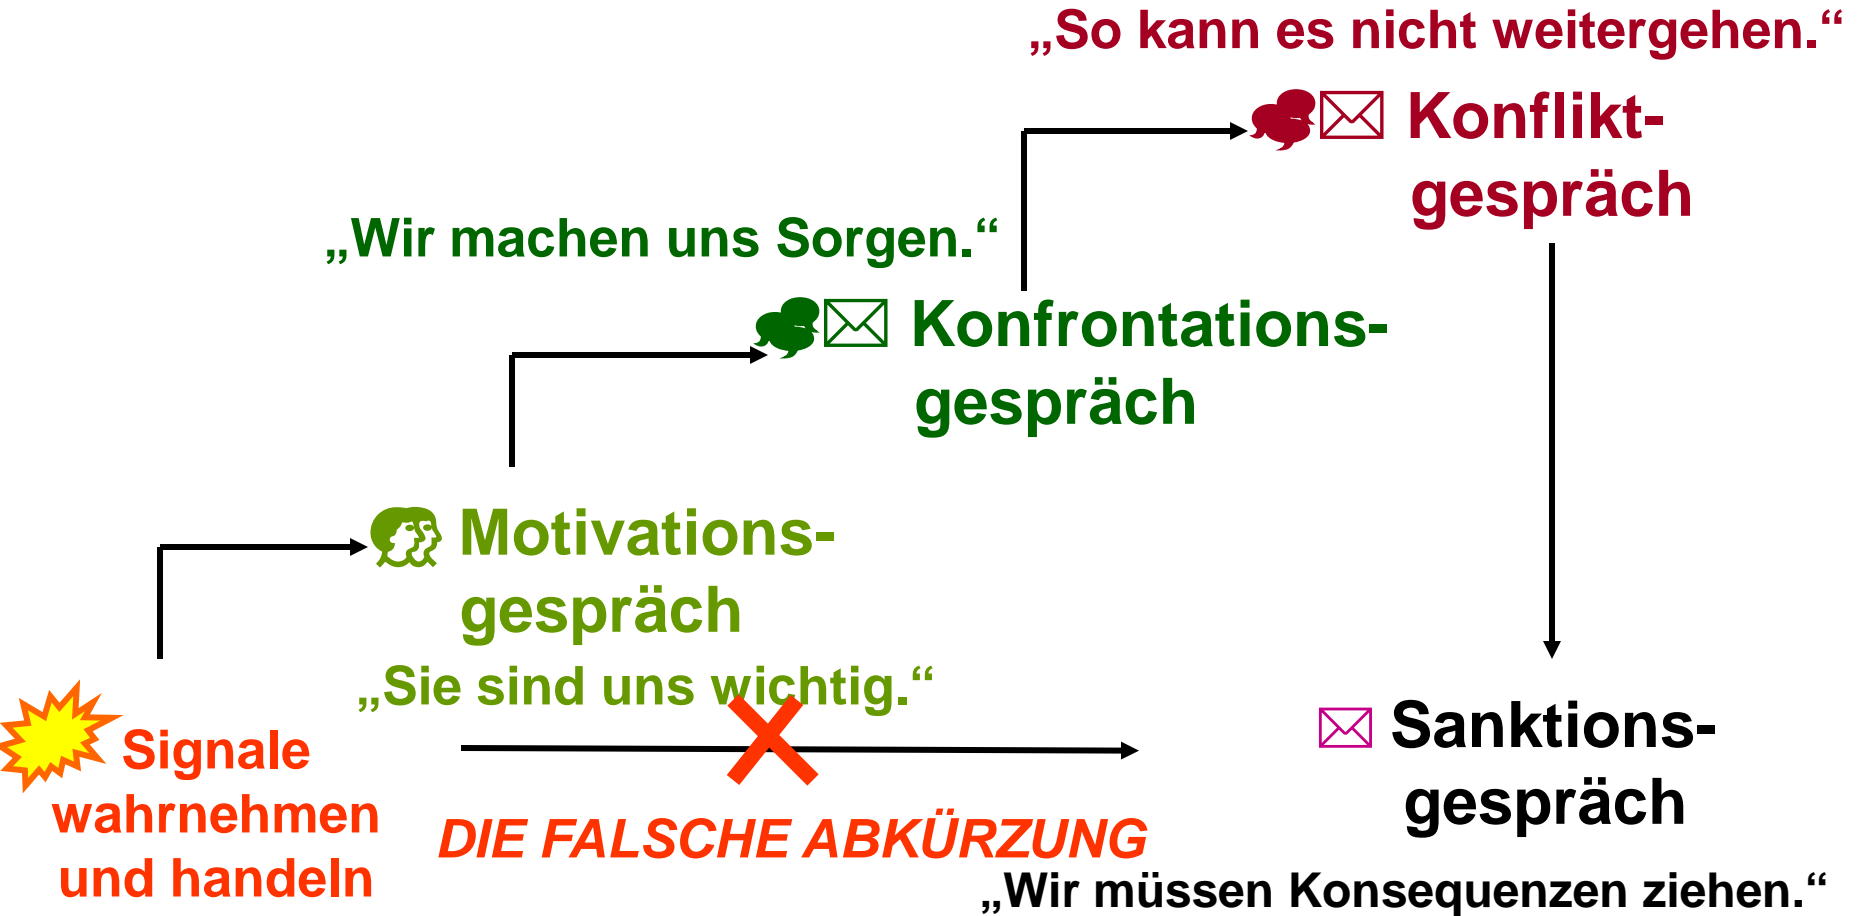 „So kann es nicht weitergehen.“
Konflikt-
gespräch
„Wir machen uns Sorgen.“
Konfrontations-
gespräch
Motivations-
gespräch
„Sie sind uns wichtig.“
Signale
wahrnehmen
und handeln
DIE FALSCHE ABKÜRZUNG
Sanktions-
gespräch
„Wir müssen Konsequenzen ziehen.“